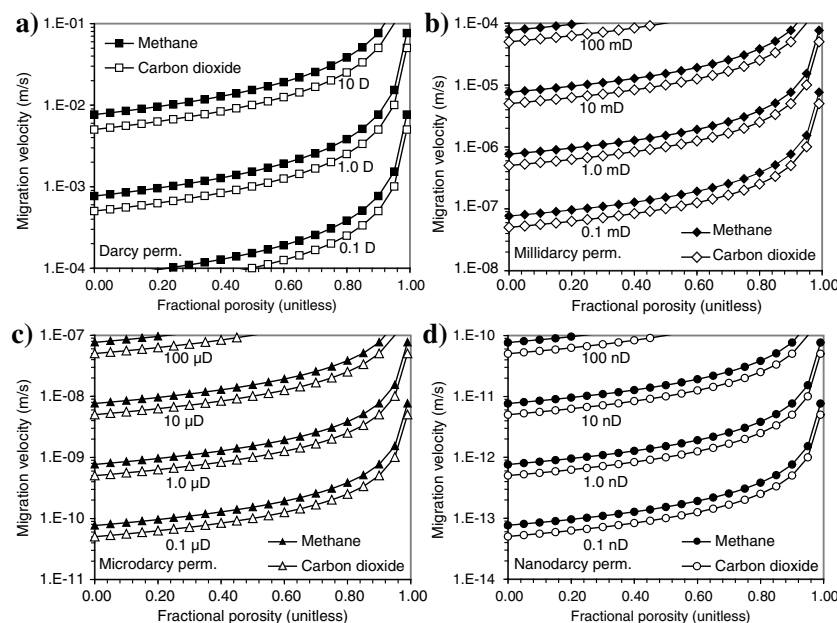 a)
Migration velocity (m/s)
1.E-01
1.E-02
1.E-03
1.E-04
Methane
Carbon dioxide
10 D
1.0 D
0.1 D
Darcy perm.
0.00 0.20 0.40 0.60 0.80 1.00
Fractional porosity (unitless)
b)
Migration velocity (m/s)
1.E-04
1.E-05
1.E-06
1.E-07
1.E-08
100 mD
10 mD
1.0 mD
0.1 mD
Methane
Carbon dioxide
Millidarcy perm.
0.00 0.20 0.40 0.60 0.80 1.00
Fractional porosity (unitless)
c)
Migration velocity (m/s)
1.E-07
1.E-08
1.E-09
1.E-10
1.E-11
100 µD
10 µD
1.0 µD
0.1 µD
Methane
Carbon dioxide
Microdarcy perm.
0.00 0.20 0.40 0.60 0.80 1.00
Fractional porosity (unitless)
d)
Migration velocity (m/s)
1.E-10
1.E-11
1.E-12
1.E-13
1.E-14
100 nD
10 nD
1.0 nD
0.1 nD
Methane
Carbon dioxide
Nanodarcy perm.
0.00 0.20 0.40 0.60 0.80 1.00
Fractional porosity (unitless)